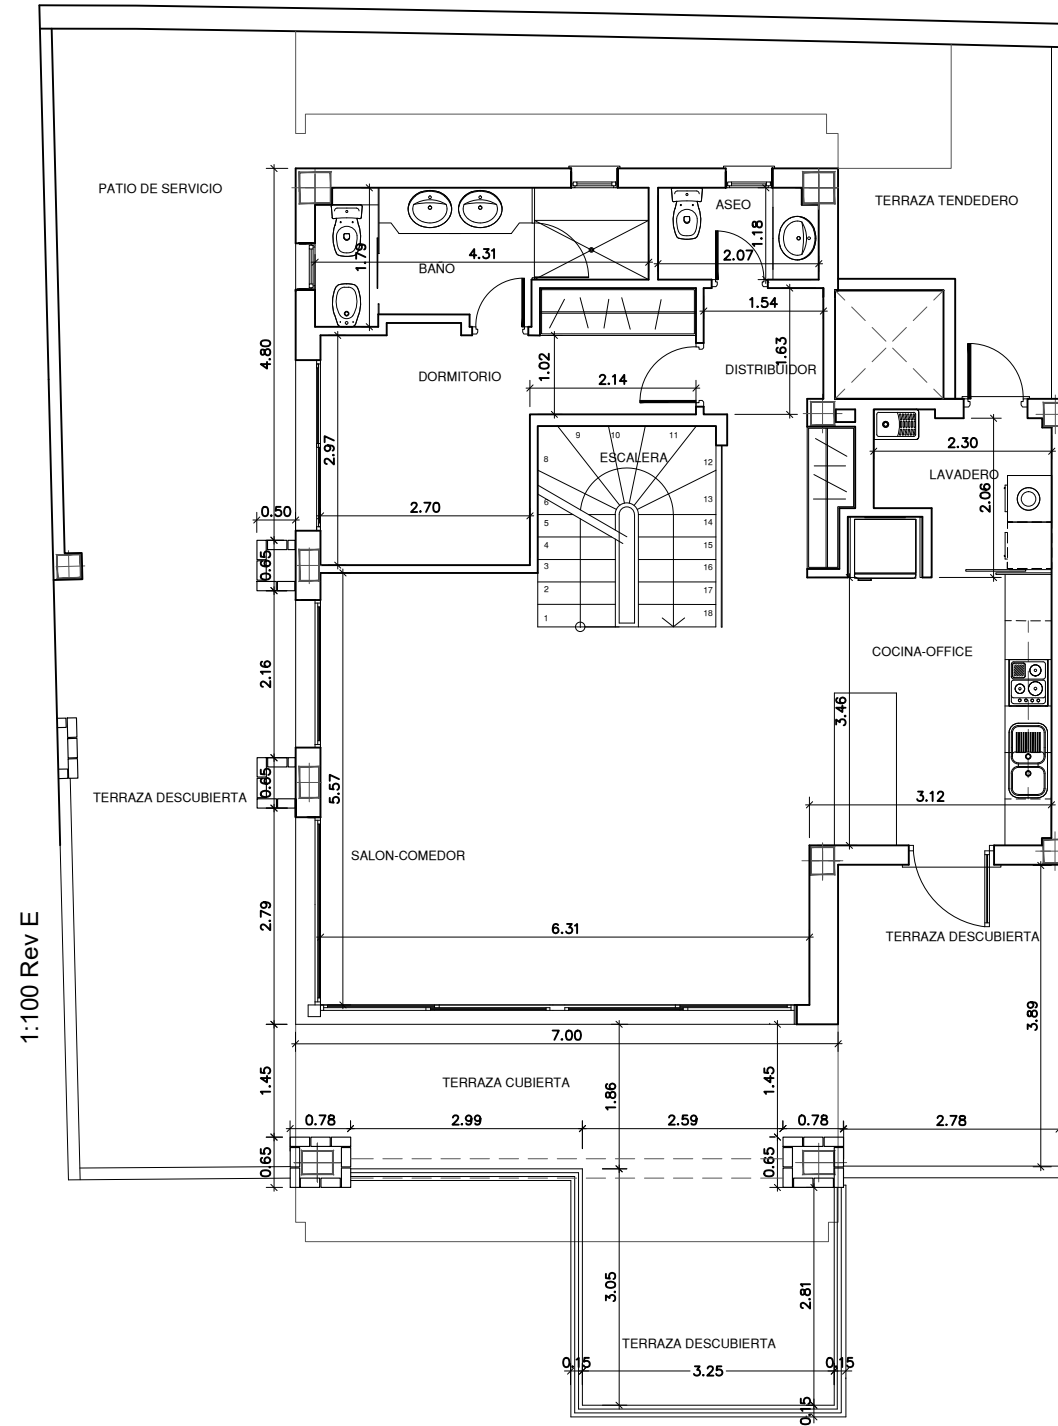 PATIO DE SERVICIO
ASEO
TERRAZA TENDEDERO
1.18
1.79
4.31
2.07
BAÑO
1.54
4.80
1.02
1.63
DORMITORIO
2.14
DISTRIBUIDOR
2.97
9 10 11
ESCALERA
8 12
2.30
LAVADERO
2.06
13
6
2.70
0.50
5 14
4 15
0.65
3 16
2 17
1 18
COCINA-OFFICE
2.16
3.46
0.65
5.57
TERRAZA DESCUBIERTA
3.12
SALON-COMEDOR
2.79
6.31
TERRAZA DESCUBIERTA
1:100 Rev E
3.89
7.00
1.45
TERRAZA CUBIERTA
1.86
1.45
0.78 2.99 2.59 0.78 2.78
0.65
0.65
3.05
2.81
TERRAZA DESCUBIERTA
0.15 3.25 0.15
0.15